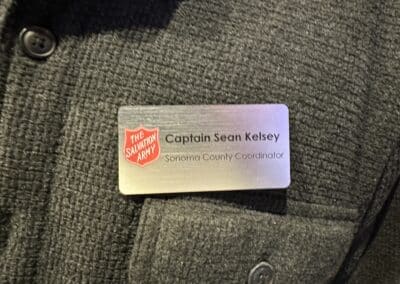 THE
SALVATION
ARMY
Captain Sean Kelsey
Sonoma County Coordinator